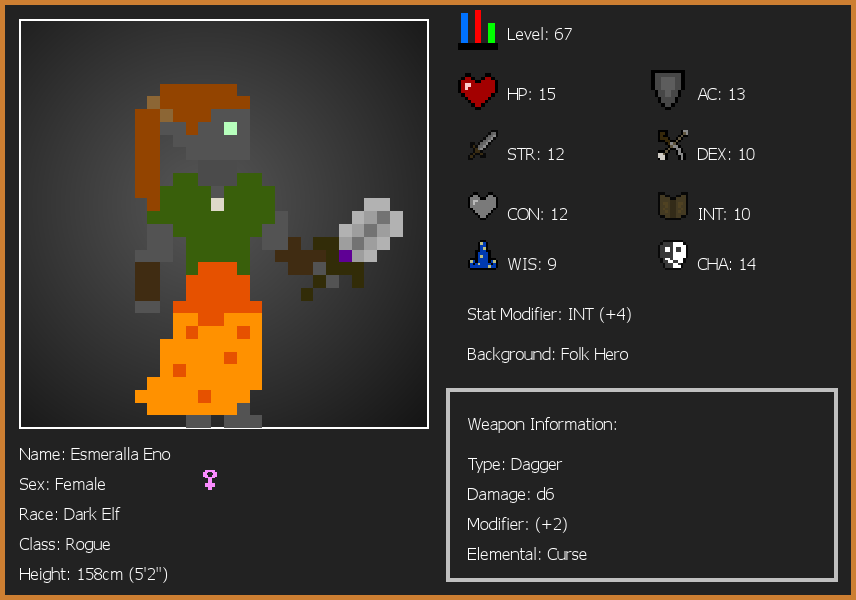 Level: 67
HP: 15
AC: 13
STR: 12
DEX: 10
CON: 12
INT: 10
WIS: 9
CHA: 14
Stat Modifier: INT (+4)
Background: Folk Hero
Weapon Information:
Type: Dagger
Damage: d6
Modifier: (+2)
Elemental: Curse
Name: Esmeralla Eno
Sex: Female
Race: Dark Elf
Class: Rogue
Height: 158cm (5'2")